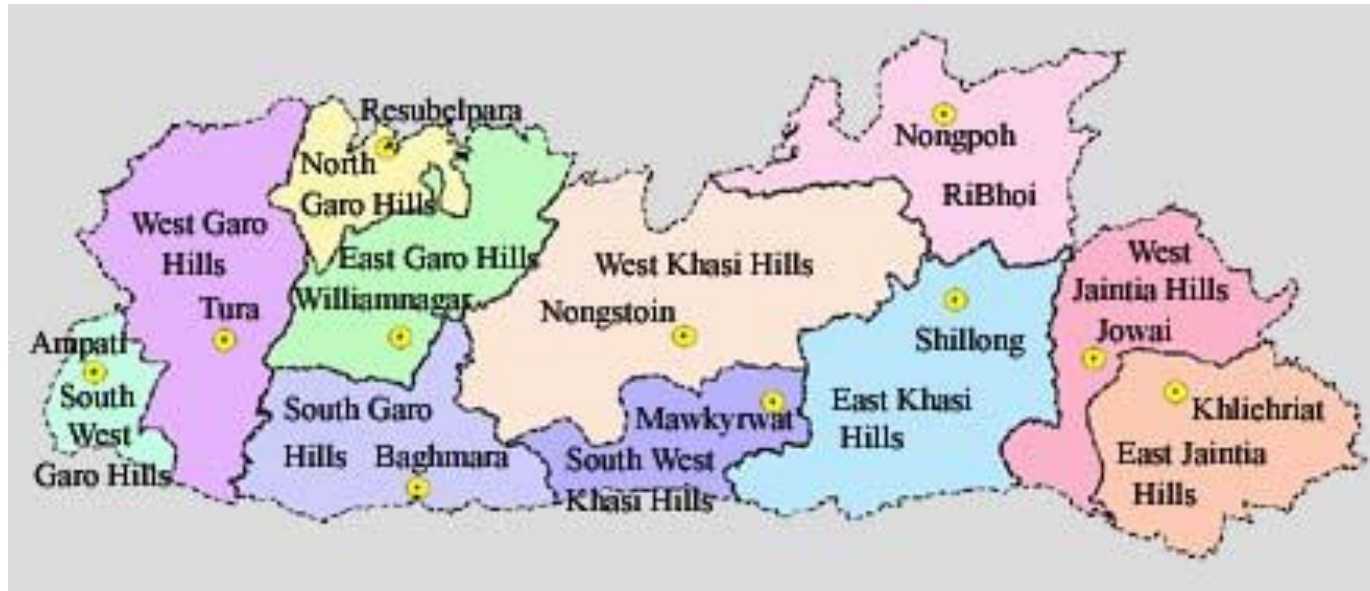 Resubelpara
North
Garo Hills
West Garo
Hills
Tura
East Garo Hills
Williamnagar
Ampati
South
West
Garo Hills
South Garo
Hills
Baghmara
West Khasi Hills
Nongstoin
Mawkyrwat
South West
Khasi Hills
Nongpoh
RiBhoi
Shillong
East Khasi
Hills
West
Jaintia Hills
Jowai
Khliehriat
East Jaintia
Hills